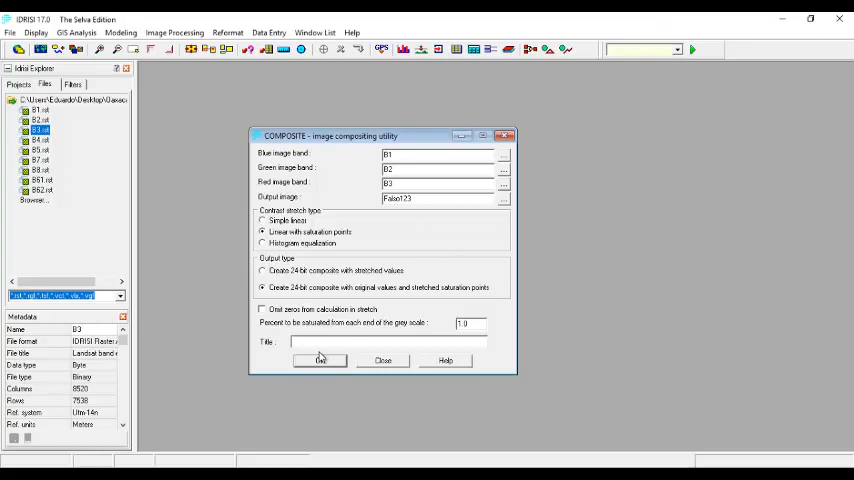 IDRISI 17.0    The Selva Edition
File Display GIS Analysis Modeling Image Processing Reformat Data Entry Window List Help
GPS
Idrisi Explorer
Projects Files Filters
C:\Users\Eduardo\Desktop\Oaxac
B1.rst
B2.rst
B3.rst
B4.rst
B5.rst
B7.rst
B8.rst
B61.rst
B62.rst
Browser...
Metadata
Name B3
File format IDRISI Raster
File title Landsat band
Data type Byte
File type Binary
Columns 8520
Rows 7538
Ref. system Utm-14n
Ref. units Meters
COMPOSITE - image compositing utility
Blue image band : B1 ...
Green image band : B2 ...
Red image band : B3 ...
Output image : Falso123 ...
Contrast stretch type
Simple linear
Linear with saturation points
Histogram equalization
Output type
Create 24-bit composite with stretched values
Create 24-bit composite with original values and stretched saturation points
Omit zeros from calculation in stretch
Percent to be saturated from each end of the grey scale : 1.0
Title :
Close Help